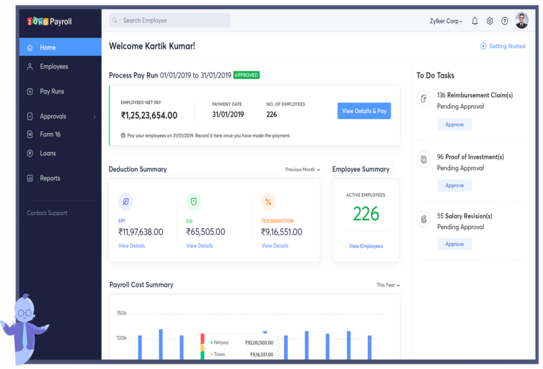 ZOHO Payroll
Search Employee
Zylker Corp
Home
Employees
Pay Runs
Approvals
Form 16
Loans
Reports
Contact Support
Welcome Kartik Kumar!
Getting Started
Process Pay Run 01/01/2019 to 31/01/2019 APPROVED
EMPLOYEES' NET PAY
₹1,25,23,654.00
PAYMENT DATE
31/01/2019
NO. OF EMPLOYEES
226
View Details & Pay
Pay your employees on 31/01/2019. Record it here once you have made the payment.
Deduction Summary
Previous Month
EPF
₹11,97,638.00
View Details
ESI
₹65,505.00
View Details
TDS DEDUCTION
₹9,16,551.00
View Details
Employee Summary
ACTIVE EMPLOYEES
226
View Employees
Payroll Cost Summary
This Year
150k
100k
Netpay ₹92,00,500.00
Taxes ₹9,16,551.00
To Do Tasks
136 Reimbursement Claim(s)
Pending Approval
Approve
96 Proof of Investment(s)
Pending Approval
Approve
55 Salary Revision(s)
Pending Approval
Approve